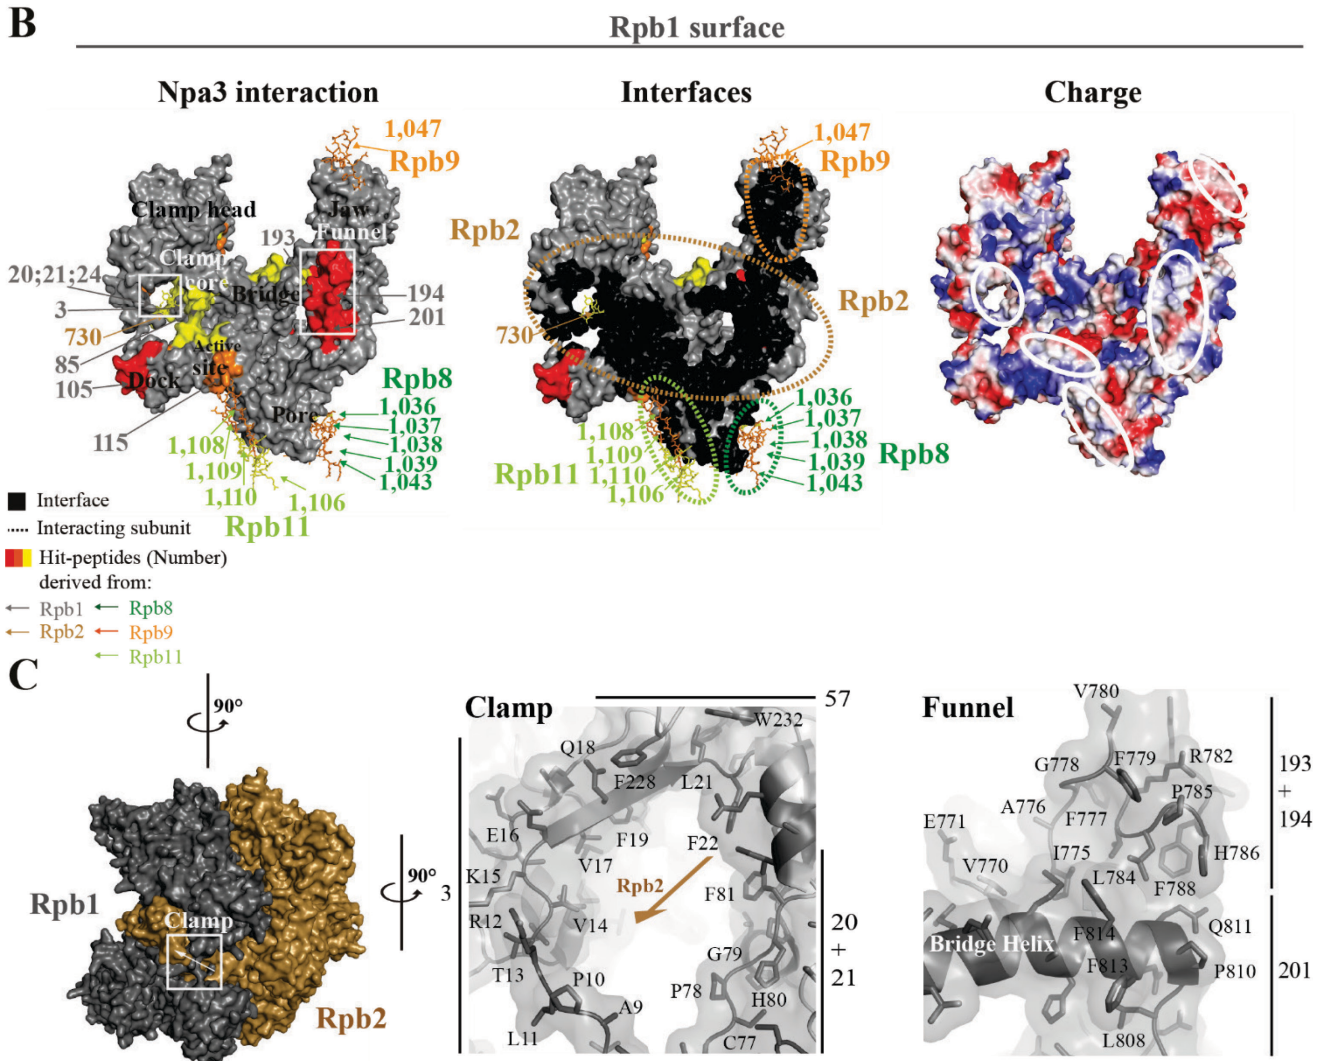 B
Rpb1 surface
Npa3 interaction
Interfaces
Charge
1,047
Rpb9
Clamp head
Jaw
Funnel
193
20;21;24
Clamp
core
Bridge
3
730
194
201
85
Active
site
105
Dock
Rpb8
Pore
1,036
1,037
1,038
1,039
1,043
115
1,108
1,109
1,110
1,106
Rpb11
1,047
Rpb9
Rpb2
Rpb2
730
1,036
1,037
1,038
1,039
1,043
Rpb8
1,108
1,109
1,110
1,106
Rpb11
Interface
Interacting subunit
Hit-peptides (Number)
derived from:
Rpb1 Rpb8
Rpb2 Rpb9
Rpb11
C
90°
90°
Rpb1
Clamp
Rpb2
Clamp
57
W232
Q18
F228
L21
E16
F19
F22
V17
K15
Rpb2
F81
3
R12
V14
20
+
21
G79
T13
P10
P78
H80
A9
L11
C77
Funnel
V780
G778
F779
R782
P785
193
+
194
A776
F777
E771
I775
H786
V770
L784
F788
Q811
Bridge Helix
F814
F813
P810
201
L808